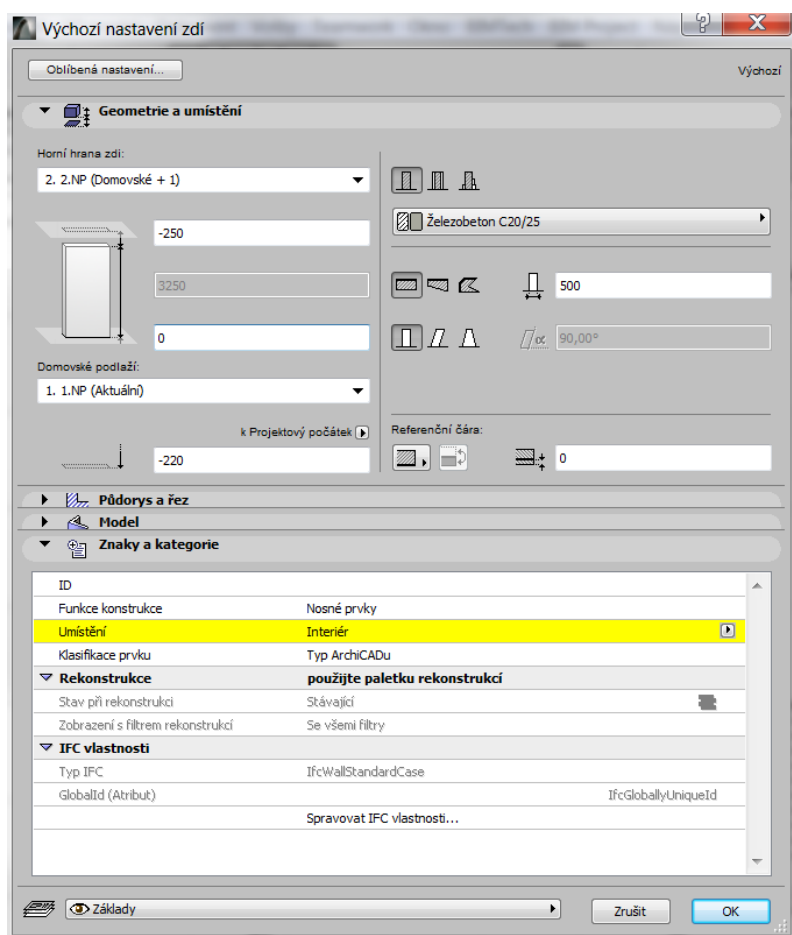 Výchozí nastavení zdí
Oblíbená nastavení...
Výchozí
Geometrie a umístění
Horní hrana zdi:
2. 2.NP (Domovské + 1)
-250
3250
0
Domovské podlaží:
1. 1.NP (Aktuální)
k Projektový počátek
-220
Železobeton C20/25
500
α 90,00°
Referenční čára:
0
Půdorys a řez
Model
Znaky a kategorie
ID
Funkce konstrukce Nosné prvky
Umístění Interiér
Klasifikace prvku Typ ArchiCADu
Rekonstrukce použijte paletku rekonstrukcí
Stav při rekonstrukci Stávající
Zobrazení s filtrem rekonstrukcí Se všemi filtry
IFC vlastnosti
Typ IFC IfcWallStandardCase
GlobalId (Atribut) IfcGloballyUniqueId
Spravovat IFC vlastnosti...
Základy
Zrušit
OK